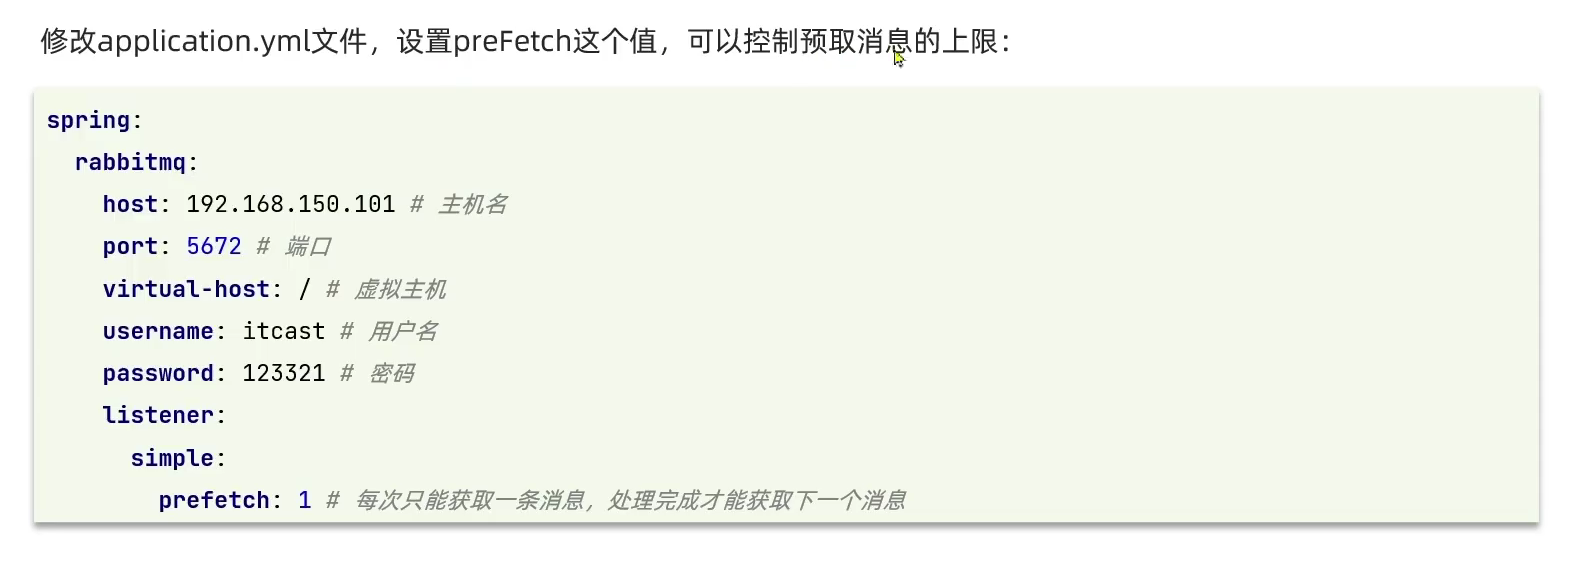 修改application.yml文件，设置preFetch这个值，可以控制预取消息的上限：
spring:
  rabbitmq:
    host: 192.168.150.101 # 主机名
    port: 5672 # 端口
    virtual-host: / # 虚拟主机
    username: itcast # 用户名
    password: 123321 # 密码
    listener:
      simple:
        prefetch: 1 # 每次只能获取一条消息，处理完成才能获取下一个消息